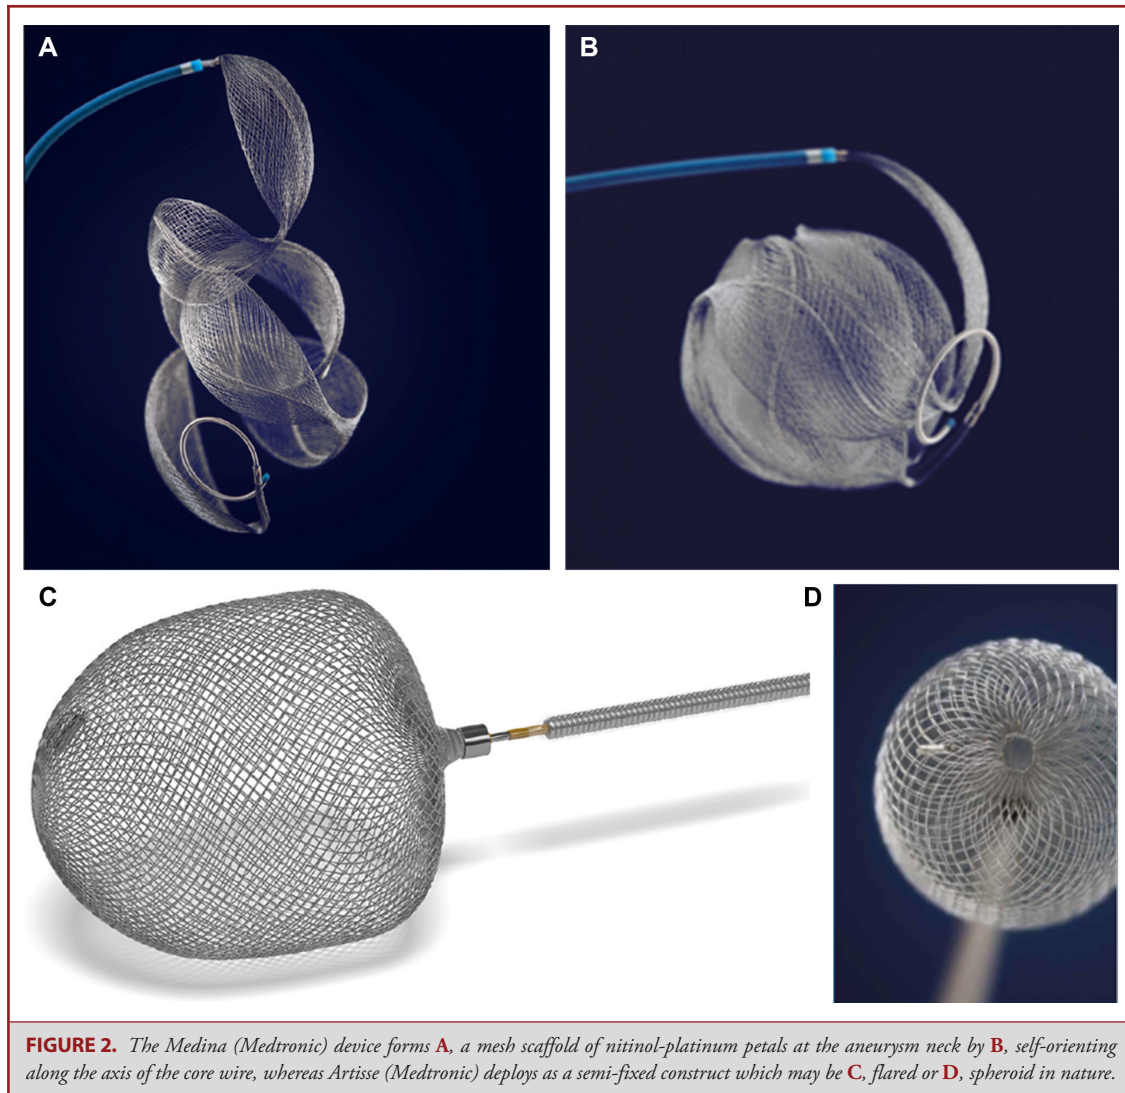 A
B
C
D
FIGURE 2. The Medina (Medtronic) device forms A, a mesh scaffold of nitinol-platinum petals at the aneurysm neck by B, self-orienting
along the axis of the core wire, whereas Artisse (Medtronic) deploys as a semi-fixed construct which may be C, flared or D, spheroid in nature.